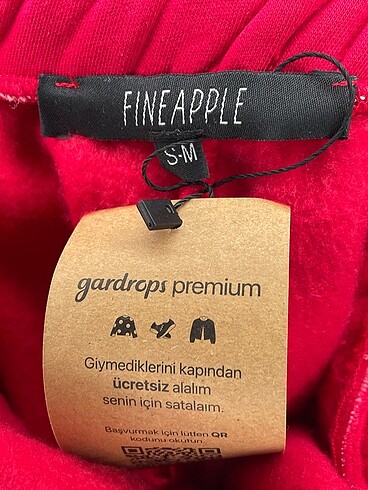 FINEAPPLE
S-M
gardrops premium
Giymediklerini kapından
ücretsiz alalım
senin için satalım.
Başvurmak için lütfen QR
kodunu okutun.